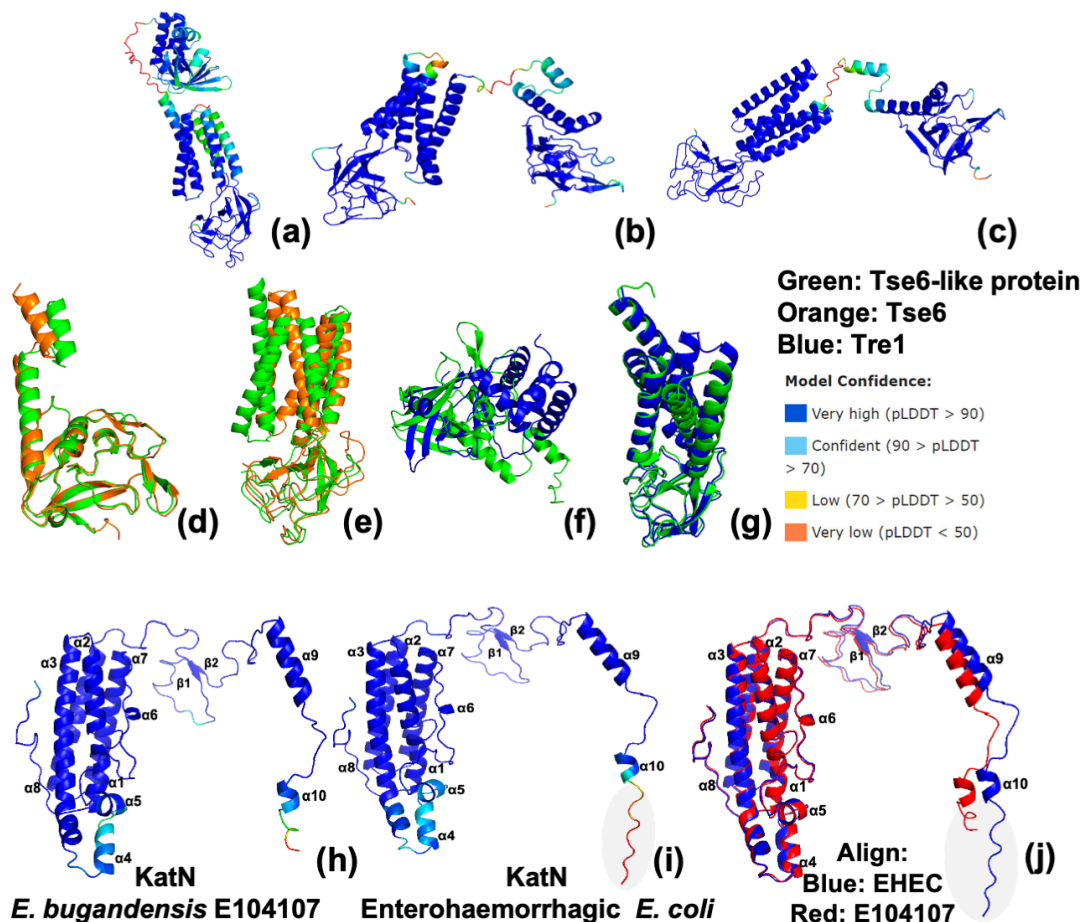 (a)
(b)
(c)
Green: Tse6-like protein
Orange: Tse6
Blue: Tre1
Model Confidence:
Very high (pLDDT > 90)
Confident (90 > pLDDT
> 70)
Low (70 > pLDDT > 50)
Very low (pLDDT < 50)
(d)
(e)
(f)
(g)
α2
α3
α7
β2
β1
α9
α6
α8
α1
α5
α10
α4
(h)
KatN
E. bugandensis E104107
α2
α3
α7
β2
β1
α9
α6
α8
α1
α5
α10
α4
(i)
KatN
Enterohaemorrhagic E. coli
α2
α3
α7
β2
β1
α9
α6
α8
α1
α5
α10
α4
(j)
Align:
Blue: EHEC
Red: E104107